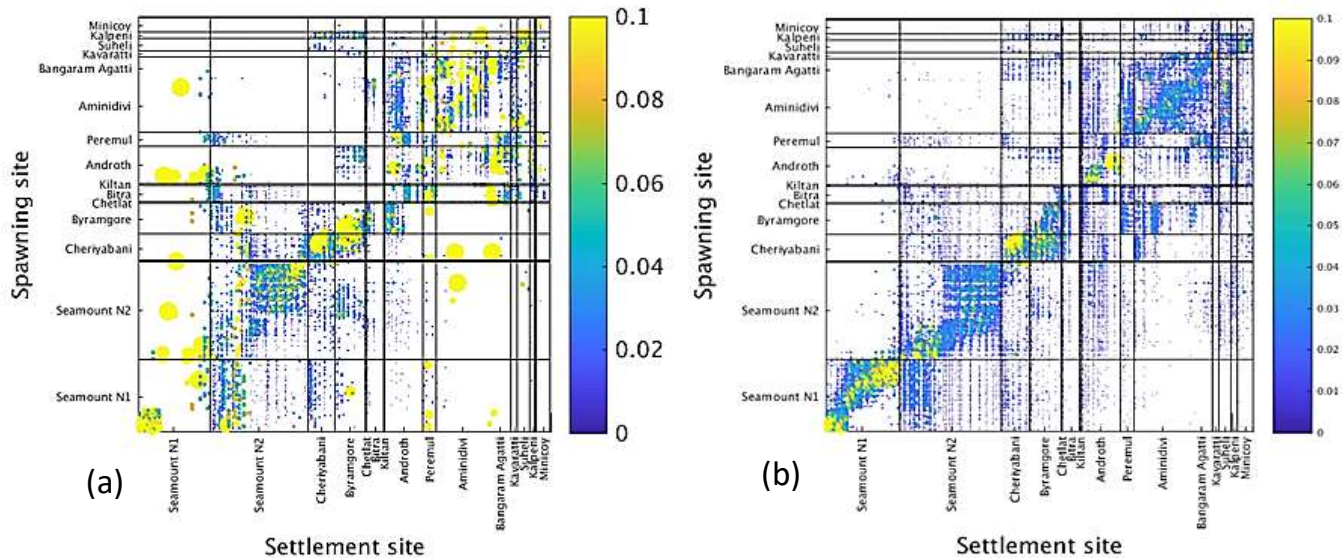 Spawning site
Minicoy
Kalpeni
Suheli
Kavaratti
Bangaram Agatti
Aminidivi
Peremul
Androth
Kiltan
Bitra
Chetlat
Byramgore
Cheriyabani
Seamount N2
Seamount N1
Seamount N1
Seamount N2
Cheriyabani
Byramgore
Chetlat
Bitra
Kiltan
Androth
Peremul
Aminidivi
Bangaram Agatti
Kavaratti
Suheli
Kalpeni
Minicoy
Settlement site
0.1
0.08
0.06
0.04
0.02
0
(a)
Spawning site
Minicoy
Kalpeni
Suheli
Kavaratti
Bangaram Agatti
Aminidivi
Peremul
Androth
Kiltan
Bitra
Chetlat
Byramgore
Cheriyabani
Seamount N2
Seamount N1
Seamount N1
Seamount N2
Cheriyabani
Byramgore
Chetlat
Bitra
Kiltan
Androth
Peremul
Aminidivi
Bangaram Agatti
Kavaratti
Suheli
Kalpeni
Minicoy
Settlement site
0.1
0.09
0.08
0.07
0.06
0.05
0.04
0.03
0.02
0.01
0
(b)